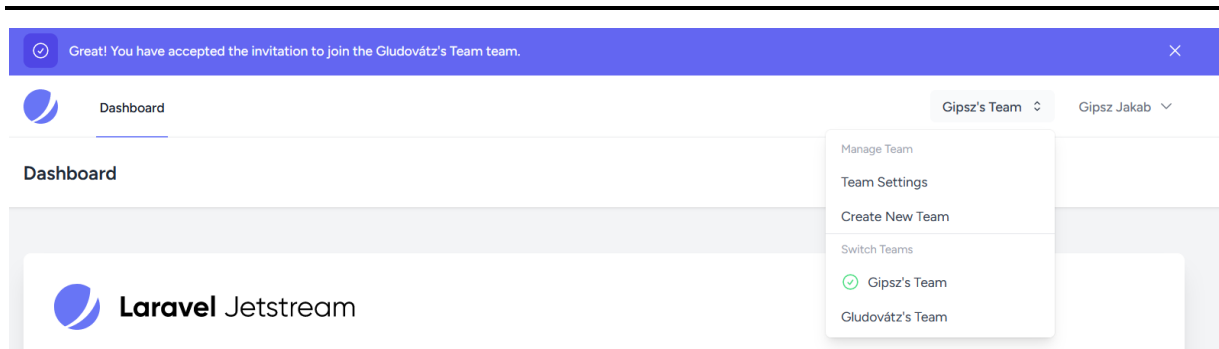 Great! You have accepted the invitation to join the Gludovátz's Team team.
Dashboard
Gipsz's Team
Gipsz Jakab
Manage Team
Team Settings
Create New Team
Switch Teams
Gipsz's Team
Gludovátz's Team
Dashboard
Laravel Jetstream